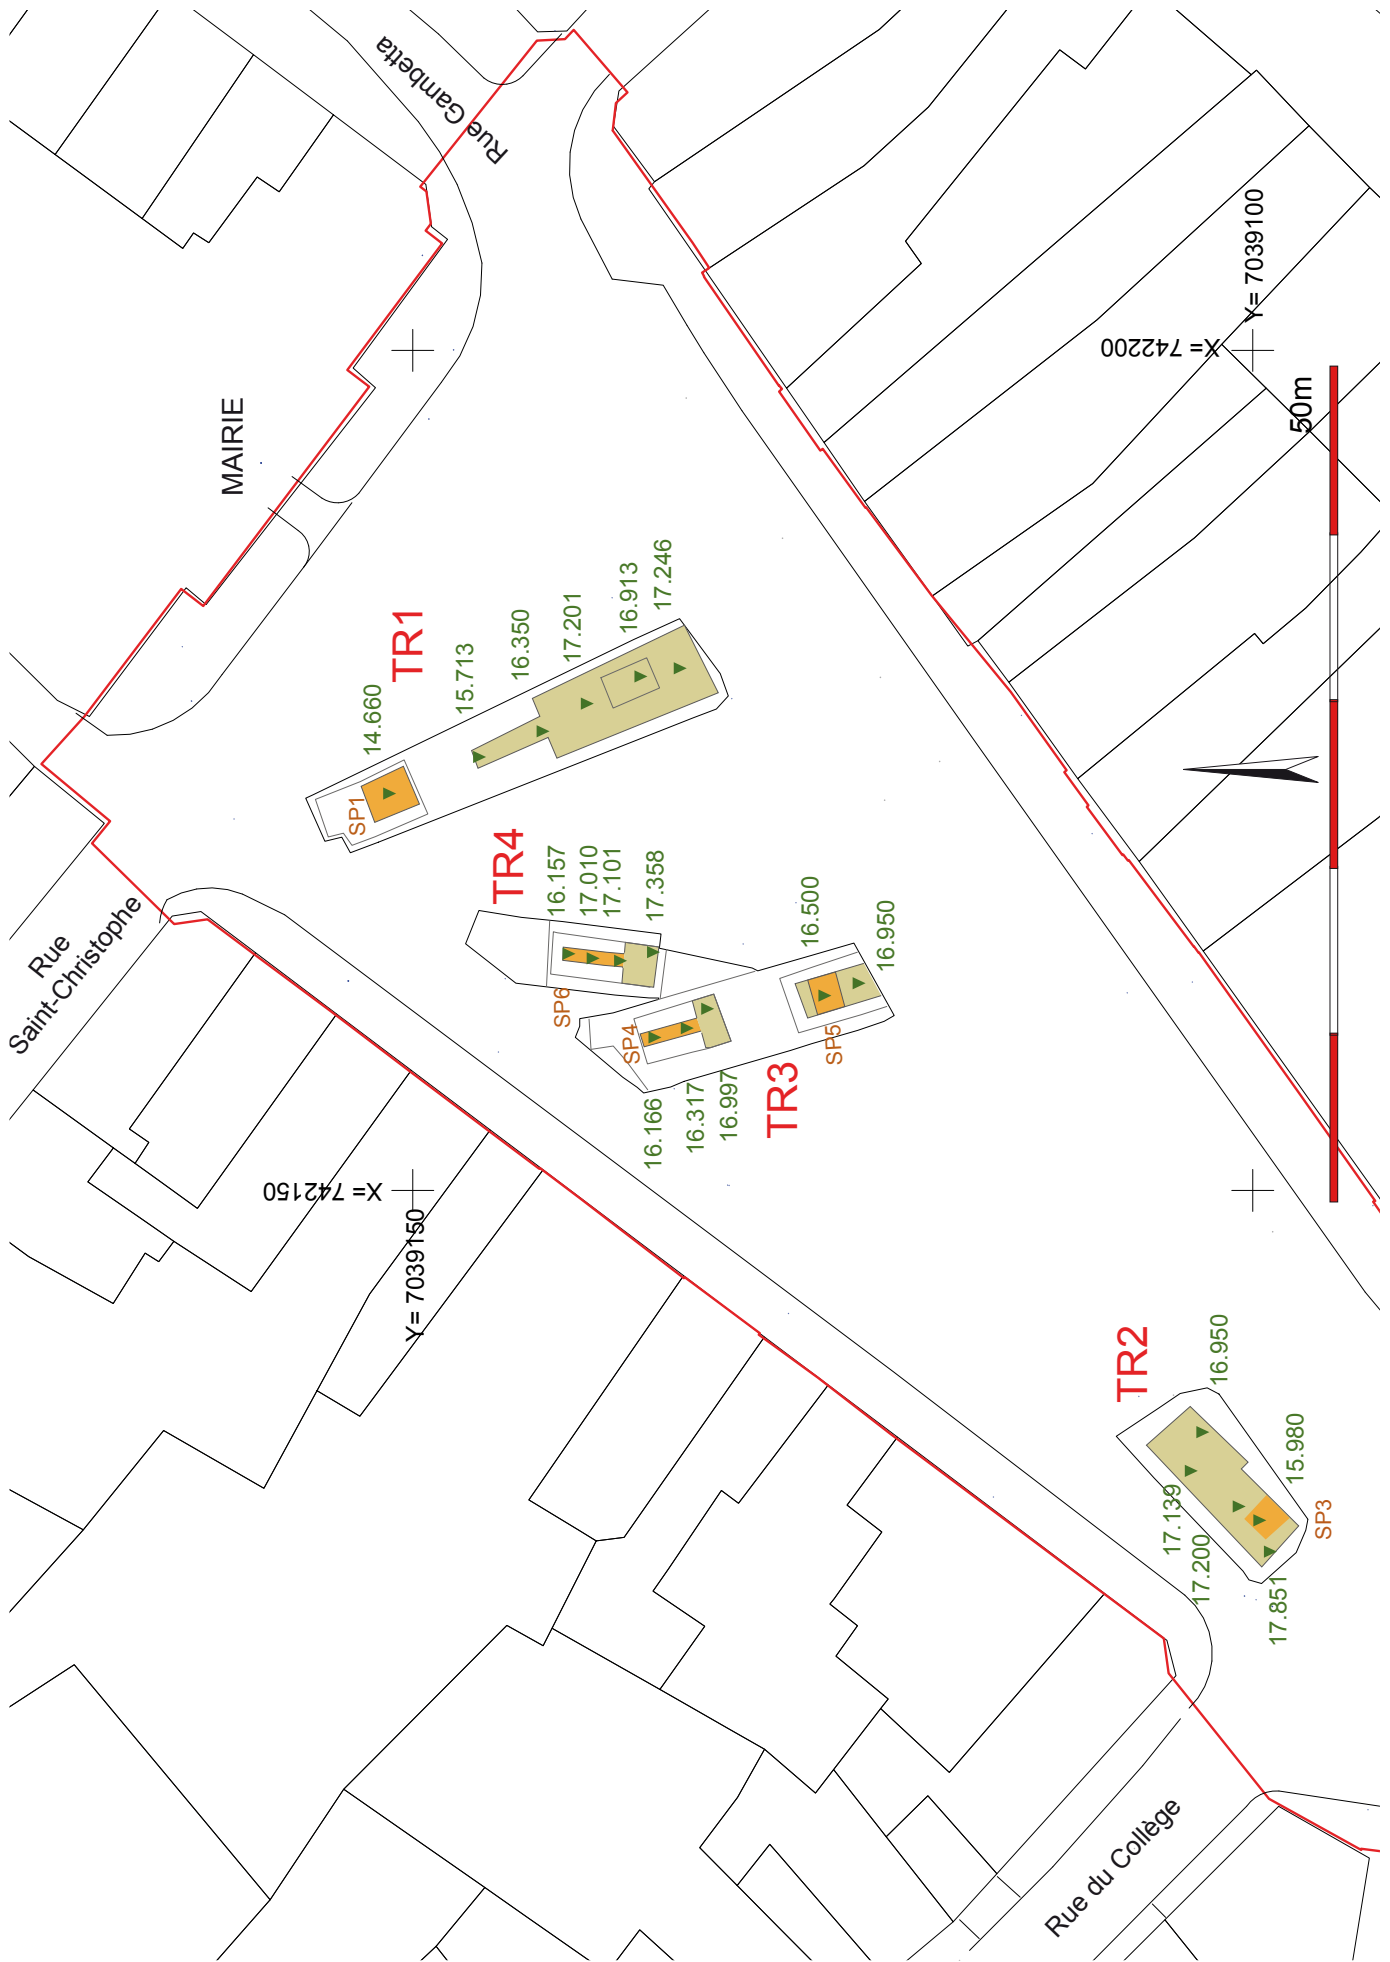 Rue Gambetta
MAIRIE
Rue
Saint-Christophe
TR1
14.660
15.713
16.350
17.201
16.913
17.246
SP1
TR4
16.157
17.010
17.101
17.358
SP6
TR3
SP4
16.166
16.317
16.997
16.500
16.950
SP5
TR2
16.950
15.980
17.139
17.200
17.851
SP3
Rue du Collège
X= 742150
Y= 7039150
X= 742200
Y= 7039100
50m